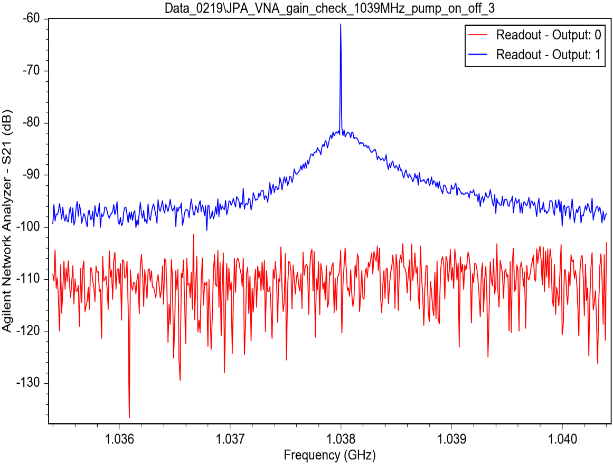 Data_0219\JPA_VNA_gain_check_1039MHz_pump_on_off_3
Readout - Output: 0
Readout - Output: 1
Agilent Network Analyzer - S21 (dB)
-60
-80
-90
-100
-110
-120
-130
1.036
1.037
1.038
1.039
1.040
Frequency (GHz)